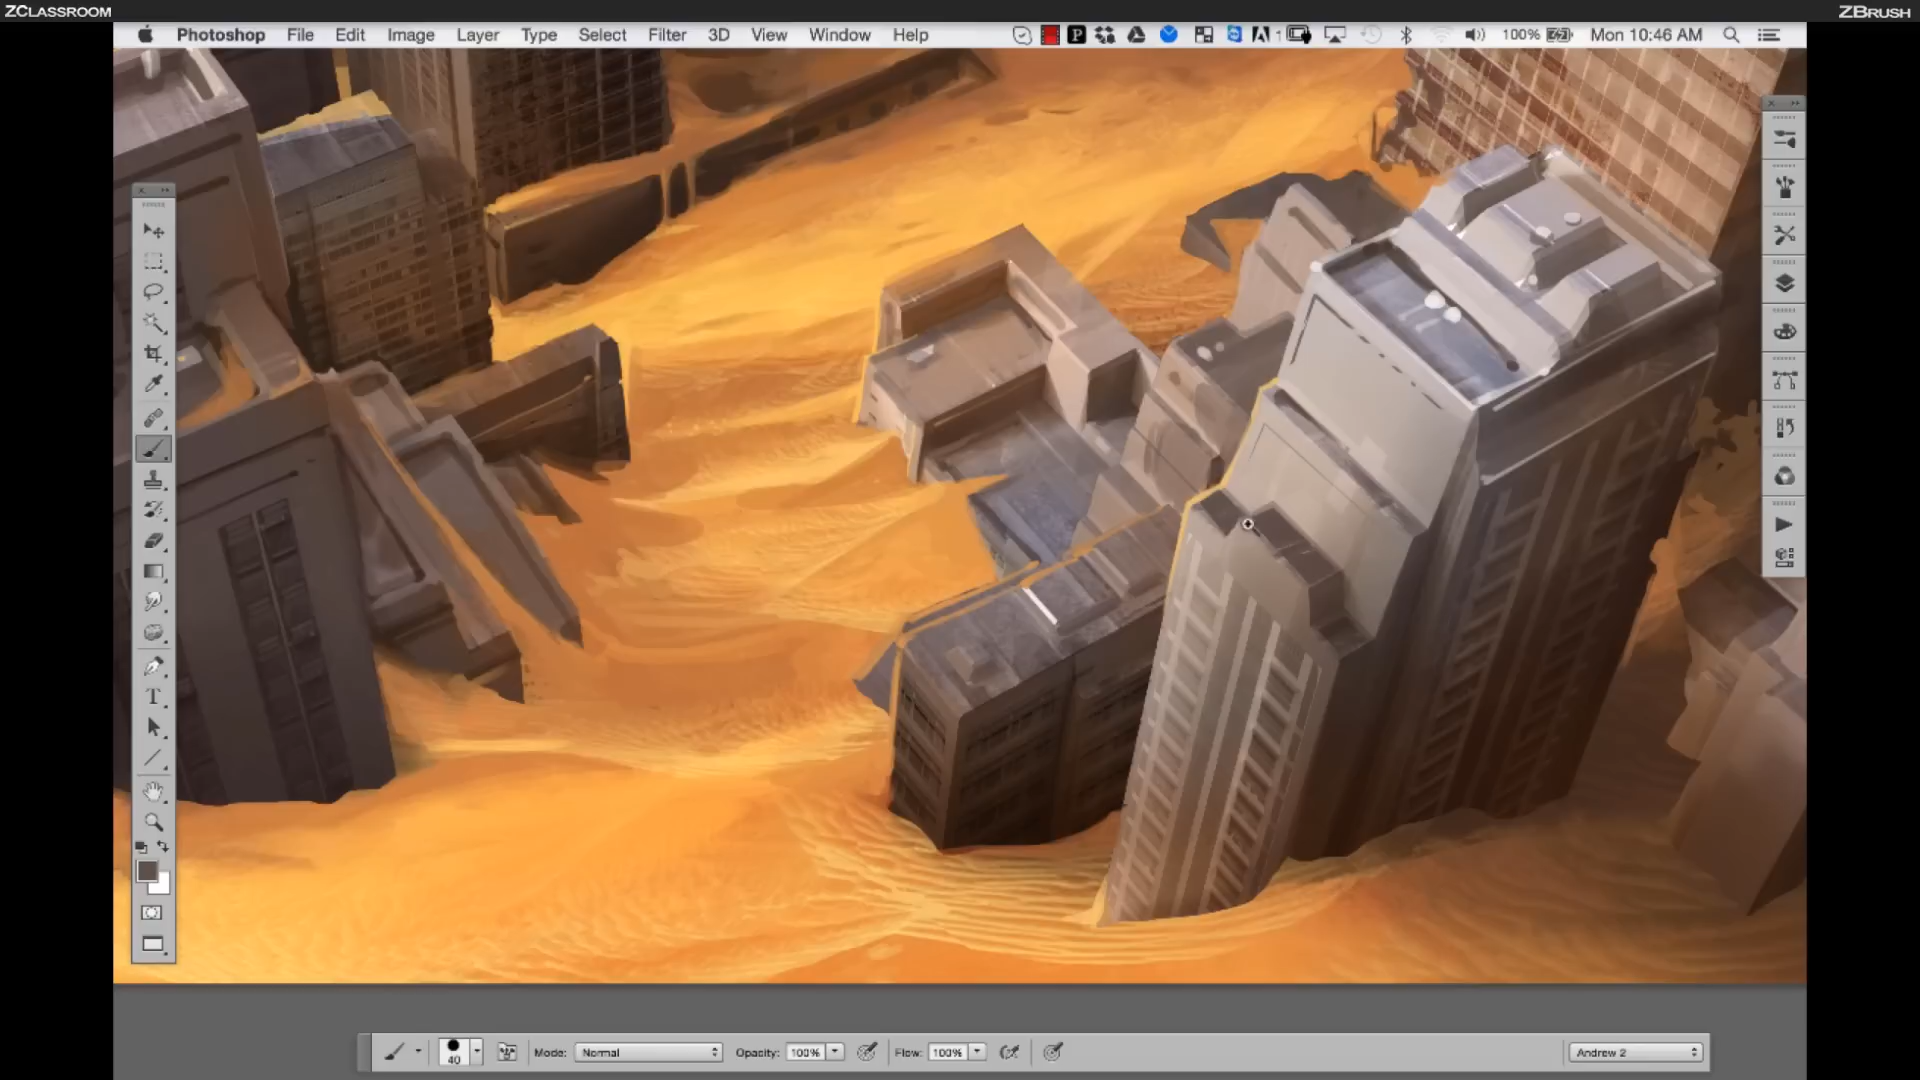 ZCLASSROOM
ZBRUSH
Photoshop File Edit Image Layer Type Select Filter 3D View Window Help
1 100% Mon 10:46 AM
40 Mode: Normal Opacity: 100% Flow: 100% Andrew 2